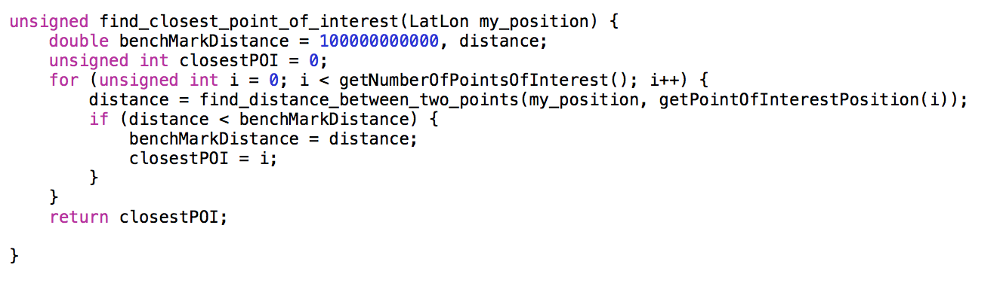 unsigned find_closest_point_of_interest(LatLon my_position) {
    double benchMarkDistance = 100000000000, distance;
    unsigned int closestPOI = 0;
    for (unsigned int i = 0; i < getNumberOfPointsOfInterest(); i++) {
        distance = find_distance_between_two_points(my_position, getPointOfInterestPosition(i));
        if (distance < benchMarkDistance) {
            benchMarkDistance = distance;
            closestPOI = i;
        }
    }
    return closestPOI;

}